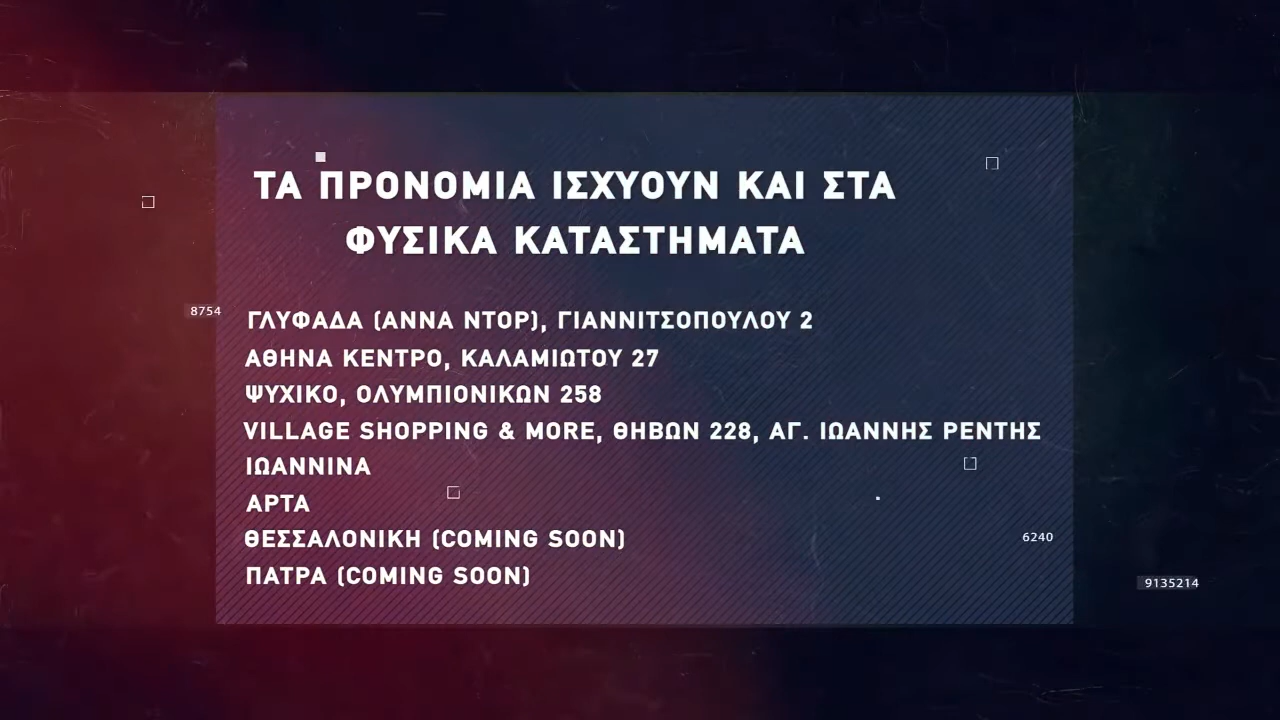 ΤΑ ΠΡΟΝΟΜΙΑ ΙΣΧΥΟΥΝ ΚΑΙ ΣΤΑ
ΦΥΣΙΚΑ ΚΑΤΑΣΤΗΜΑΤΑ
8754
ΓΛΥΦΑΔΑ (ΑΝΝΑ ΝΤΟΡ), ΓΙΑΝΝΙΤΣΟΠΟΥΛΟΥ 2
ΑΘΗΝΑ ΚΕΝΤΡΟ, ΚΑΛΑΜΙΩΤΟΥ 27
ΨΥΧΙΚΟ, ΟΛΥΜΠΙΟΝΙΚΩΝ 258
VILLAGE SHOPPING & MORE, ΘΗΒΩΝ 228, ΑΓ. ΙΩΑΝΝΗΣ ΡΕΝΤΗΣ
ΙΩΑΝΝΙΝΑ
ΑΡΤΑ
ΘΕΣΣΑΛΟΝΙΚΗ (COMING SOON)
6240
ΠΑΤΡΑ (COMING SOON)
9135214